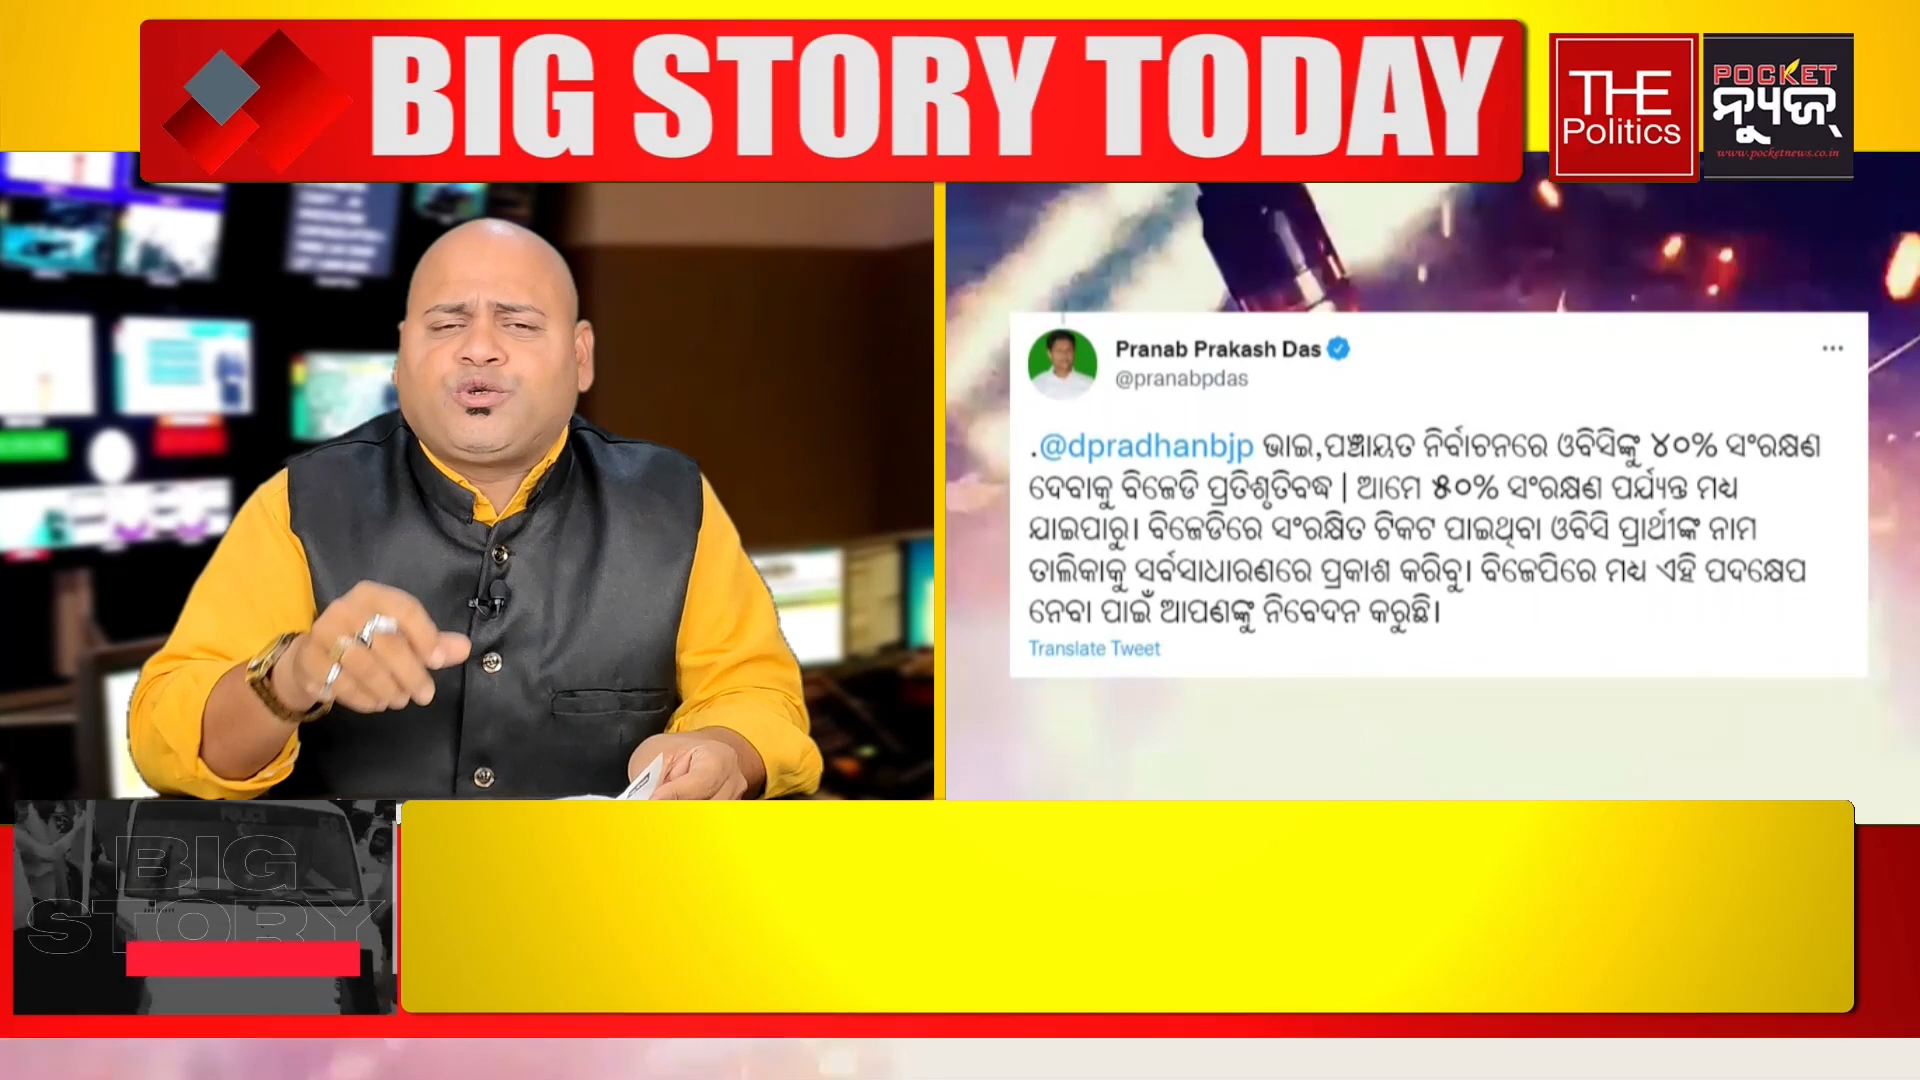 BIG STORY TODAY
THE
Politics
POCKET
ନ୍ୟୁଜ୍
www.pocketnews.co.in
Pranab Prakash Das
@pranabpdas
.@dpradhanbjp ଭାଇ,ପଞ୍ଚାୟତ ନିର୍ବାଚନରେ ଓବିସିଙ୍କୁ ୪୦% ସଂରକ୍ଷଣ
ଦେବାକୁ ବିଜେଡି ପ୍ରତିଶୃତିବଦ୍ଧ | ଆମେ ୫୦% ସଂରକ୍ଷଣ ପର୍ଯ୍ୟନ୍ତ ମଧ୍ୟ
ଯାଇପାରୁ। ବିଜେଡିରେ ସଂରକ୍ଷିତ ଟିକଟ ପାଇଥିବା ଓବିସି ପ୍ରାର୍ଥୀଙ୍କ ନାମ
ତାଲିକାକୁ ସର୍ବସାଧାରଣରେ ପ୍ରକାଶ କରିବୁ। ବିଜେପିରେ ମଧ୍ୟ ଏହି ପଦକ୍ଷେପ
ନେବା ପାଇଁ ଆପଣଙ୍କୁ ନିବେଦନ କରୁଛି।
Translate Tweet
POLICE
BIG
STORY